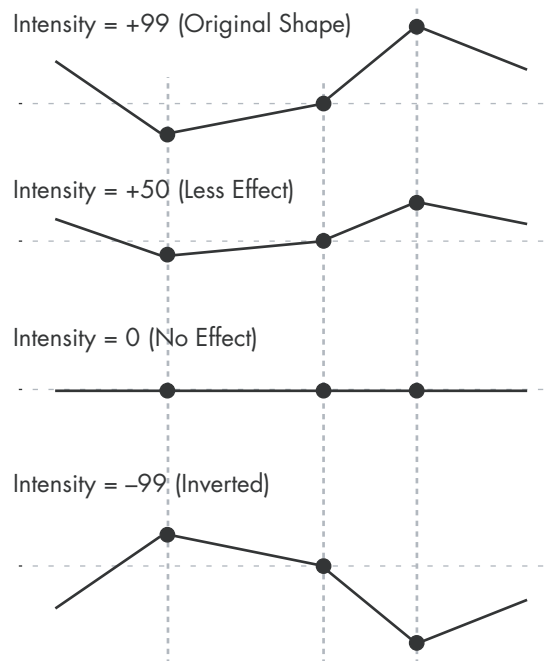 Intensity = +99 (Original Shape)
Intensity = +50 (Less Effect)
Intensity = 0 (No Effect)
Intensity = –99 (Inverted)